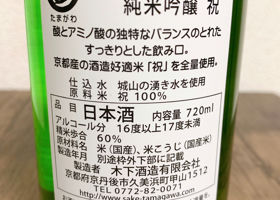 たまがわ
純米吟醸 祝
酸とアミノ酸の独特なバランスのとれた
すっきりとした飲み口。
京都産の酒造好適米「祝」を全量使用。
仕込水 城山の湧き水を使用
原料米 祝 100%
品目 日本酒 内容量 720ml
アルコール分 16度以上17度未満
精米歩合 60%
原材料名 米(国産)、米こうじ(国産米)
製造年月 別途枠外下部に記載
製造者 木下酒造有限会社
京都府京丹後市久美浜町甲山1512
TEL 0772-82-0071
http://www.sake-tamagawa.com